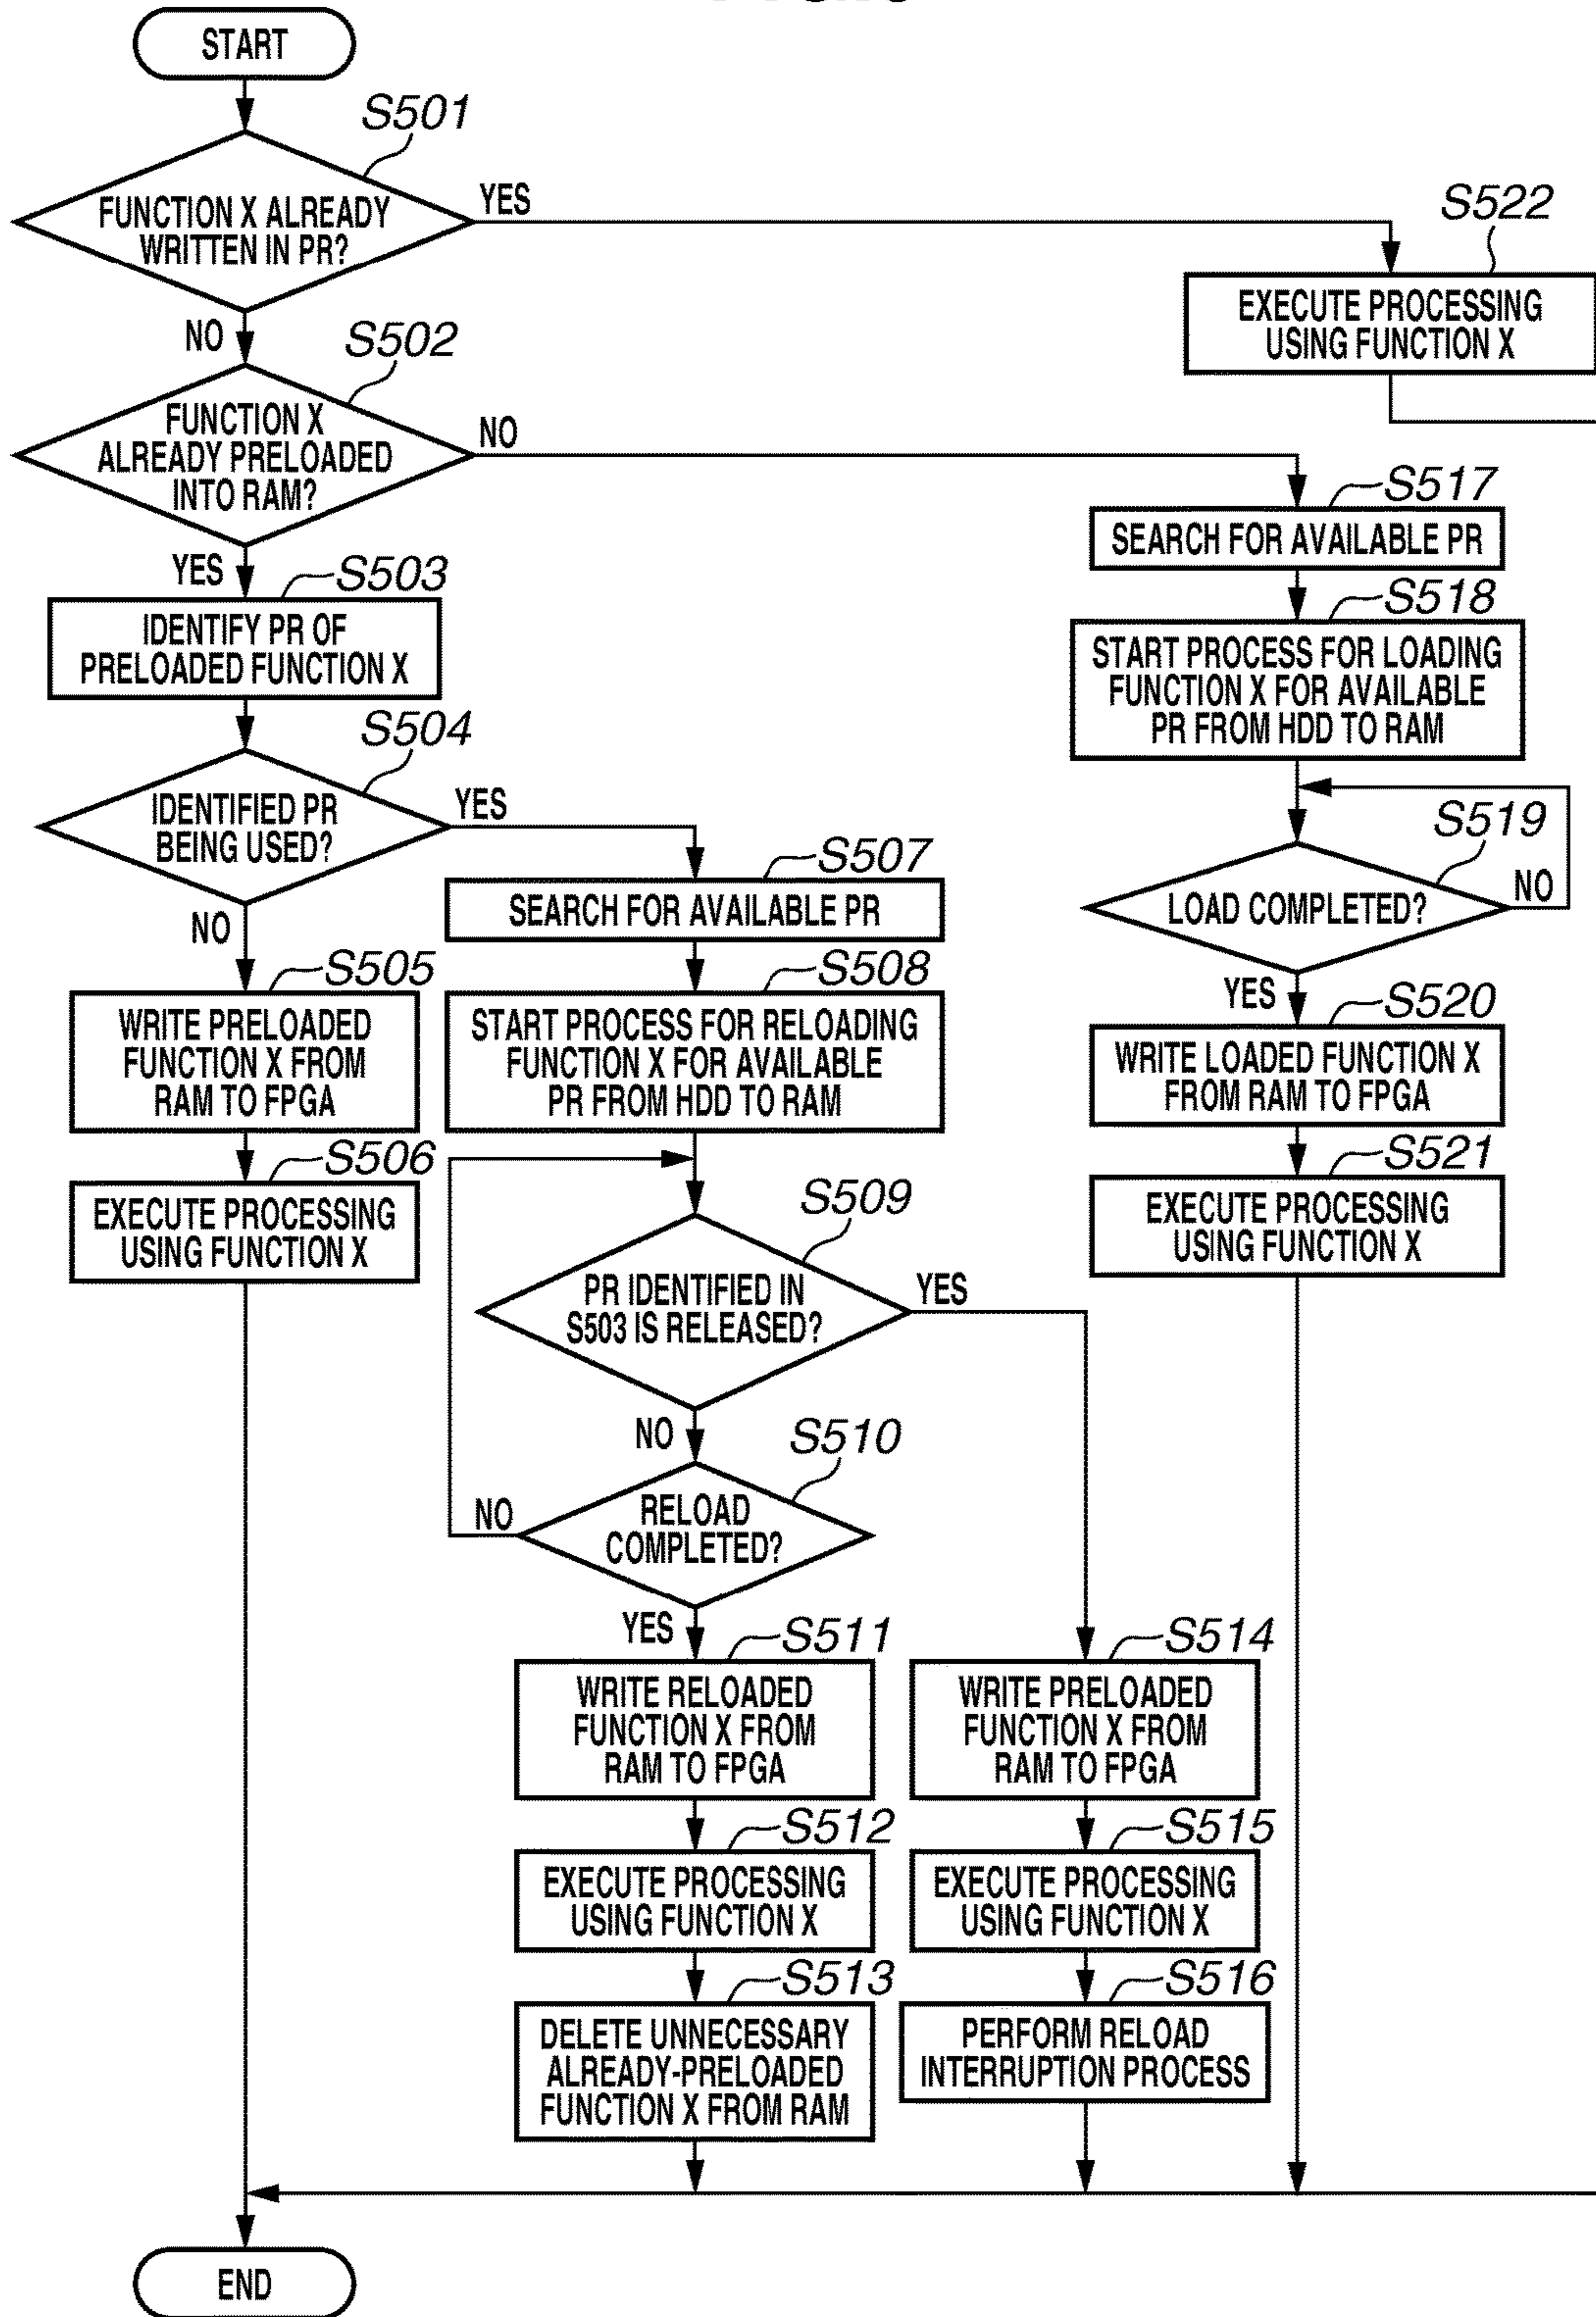 START
S501
FUNCTION X ALREADY
WRITTEN IN PR?
YES
NO
S522
EXECUTE PROCESSING
USING FUNCTION X
S502
FUNCTION X
ALREADY PRELOADED
INTO RAM?
NO
YES
S503
IDENTIFY PR OF
PRELOADED FUNCTION X
S504
IDENTIFIED PR
BEING USED?
YES
NO
S505
WRITE PRELOADED
FUNCTION X FROM
RAM TO FPGA
S506
EXECUTE PROCESSING
USING FUNCTION X
S507
SEARCH FOR AVAILABLE PR
S508
START PROCESS FOR RELOADING
FUNCTION X FOR AVAILABLE
PR FROM HDD TO RAM
S509
PR IDENTIFIED IN
S503 IS RELEASED?
YES
NO
S510
RELOAD
COMPLETED?
NO
YES
S511
WRITE RELOADED
FUNCTION X FROM
RAM TO FPGA
S512
EXECUTE PROCESSING
USING FUNCTION X
S513
DELETE UNNECESSARY
ALREADY-PRELOADED
FUNCTION X FROM RAM
S514
WRITE PRELOADED
FUNCTION X FROM
RAM TO FPGA
S515
EXECUTE PROCESSING
USING FUNCTION X
S516
PERFORM RELOAD
INTERRUPTION PROCESS
S517
SEARCH FOR AVAILABLE PR
S518
START PROCESS FOR LOADING
FUNCTION X FOR AVAILABLE
PR FROM HDD TO RAM
S519
LOAD COMPLETED?
NO
YES
S520
WRITE LOADED FUNCTION X
FROM RAM TO FPGA
S521
EXECUTE PROCESSING
USING FUNCTION X
END